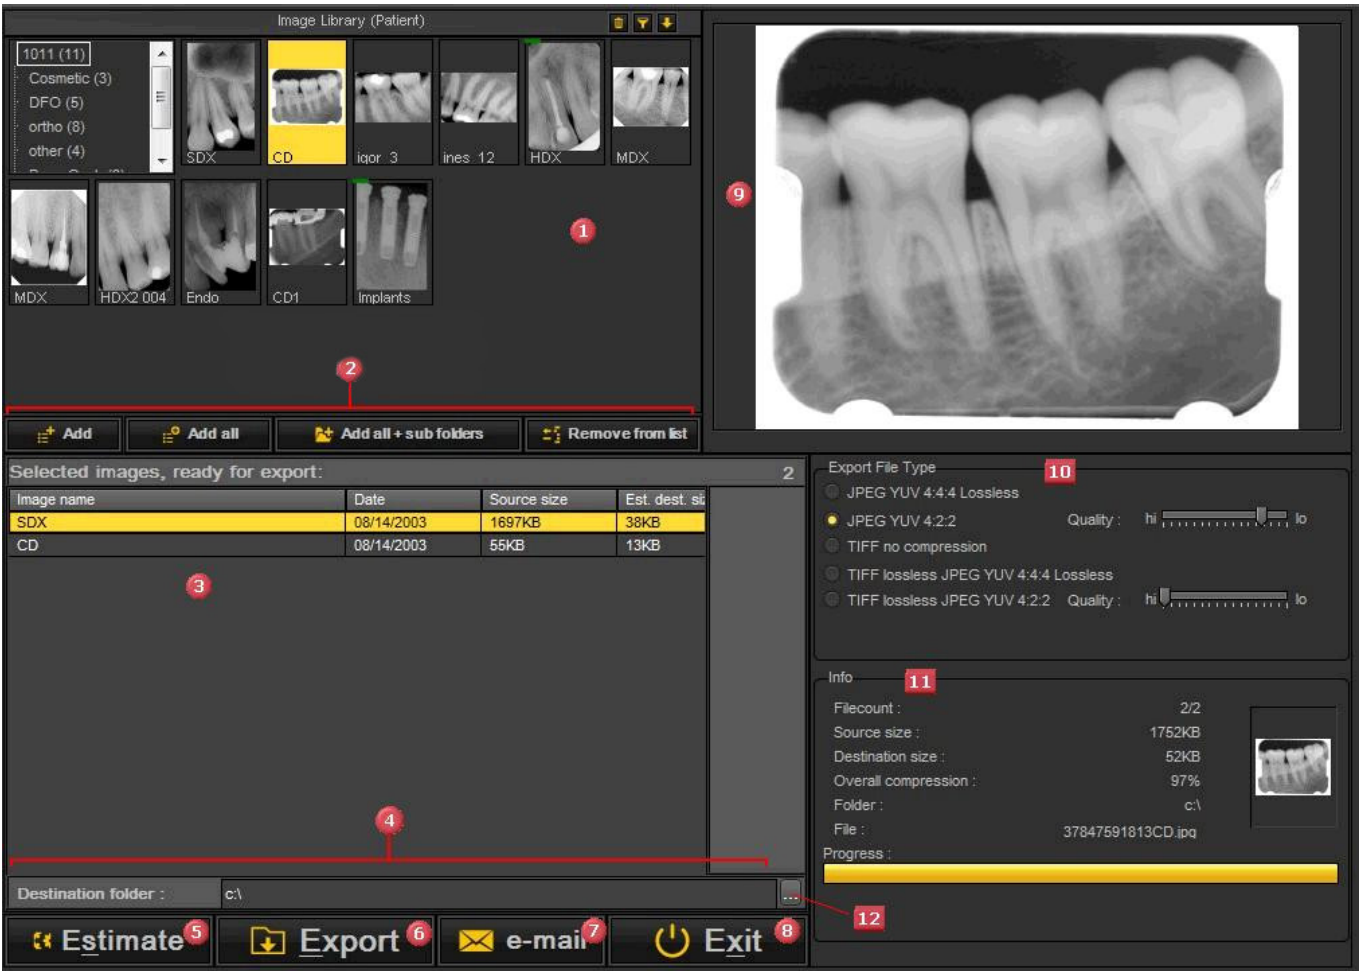 Image Library (Patient)
1011 (11)
Cosmetic (3)
DFO (5)
ortho (8)
other (4)
SDX
CD
igor_3
ines_12
HDX
MDX
MDX
HDX2 004
Endo
CD1
Implants
1
2
9
Add
Add all
Add all + sub folders
Remove from list
Selected images, ready for export:
2
Image name Date Source size Est. dest. siz
SDX 08/14/2003 1697KB 38KB
CD 08/14/2003 55KB 13KB
3
4
Destination folder : c:\ ...
Estimate 5
Export 6
e-mail 7
Exit 8
Export File Type
10
JPEG YUV 4:4:4 Lossless
JPEG YUV 4:2:2 Quality : hi lo
TIFF no compression
TIFF lossless JPEG YUV 4:4:4 Lossless
TIFF lossless JPEG YUV 4:2:2 Quality : hi lo
Info
11
Filecount : 2/2
Source size : 1752KB
Destination size : 52KB
Overall compression : 97%
Folder : c:\
File : 37847591813CD.jpg
Progress :
12